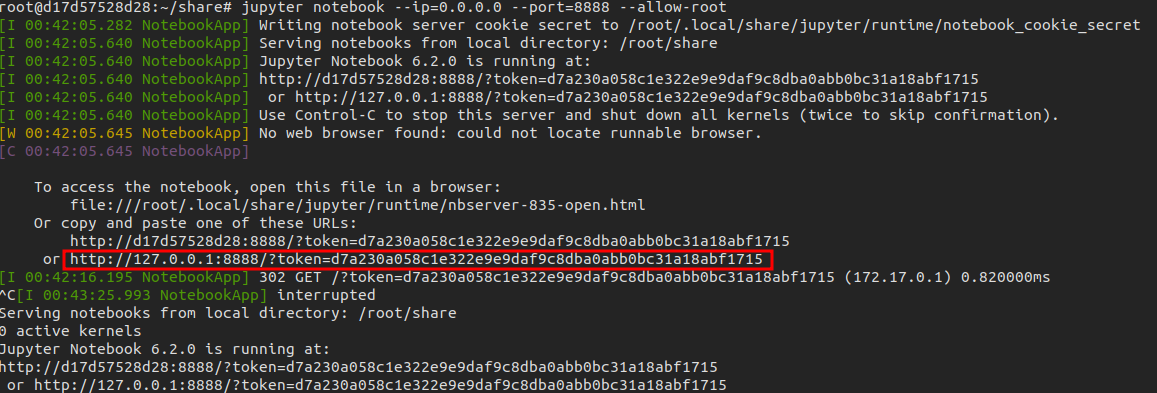 root@d17d57528d28:~/share# jupyter notebook --ip=0.0.0.0 --port=8888 --allow-root
[I 00:42:05.282 NotebookApp] Writing notebook server cookie secret to /root/.local/share/jupyter/runtime/notebook_cookie_secret
[I 00:42:05.640 NotebookApp] Serving notebooks from local directory: /root/share
[I 00:42:05.640 NotebookApp] Jupyter Notebook 6.2.0 is running at:
[I 00:42:05.640 NotebookApp] http://d17d57528d28:8888/?token=d7a230a058c1e322e9e9daf9c8dba0abb0bc31a18abf1715
[I 00:42:05.640 NotebookApp]  or http://127.0.0.1:8888/?token=d7a230a058c1e322e9e9daf9c8dba0abb0bc31a18abf1715
[I 00:42:05.640 NotebookApp] Use Control-C to stop this server and shut down all kernels (twice to skip confirmation).
[W 00:42:05.645 NotebookApp] No web browser found: could not locate runnable browser.
[C 00:42:05.645 NotebookApp]
To access the notebook, open this file in a browser:
file:///root/.local/share/jupyter/runtime/nbserver-835-open.html
Or copy and paste one of these URLs:
http://d17d57528d28:8888/?token=d7a230a058c1e322e9e9daf9c8dba0abb0bc31a18abf1715
or http://127.0.0.1:8888/?token=d7a230a058c1e322e9e9daf9c8dba0abb0bc31a18abf1715
[I 00:42:16.195 NotebookApp] 302 GET /?token=d7a230a058c1e322e9e9daf9c8dba0abb0bc31a18abf1715 (172.17.0.1) 0.820000ms
^C[I 00:43:25.993 NotebookApp] interrupted
Serving notebooks from local directory: /root/share
0 active kernels
Jupyter Notebook 6.2.0 is running at:
http://d17d57528d28:8888/?token=d7a230a058c1e322e9e9daf9c8dba0abb0bc31a18abf1715
or http://127.0.0.1:8888/?token=d7a230a058c1e322e9e9daf9c8dba0abb0bc31a18abf1715